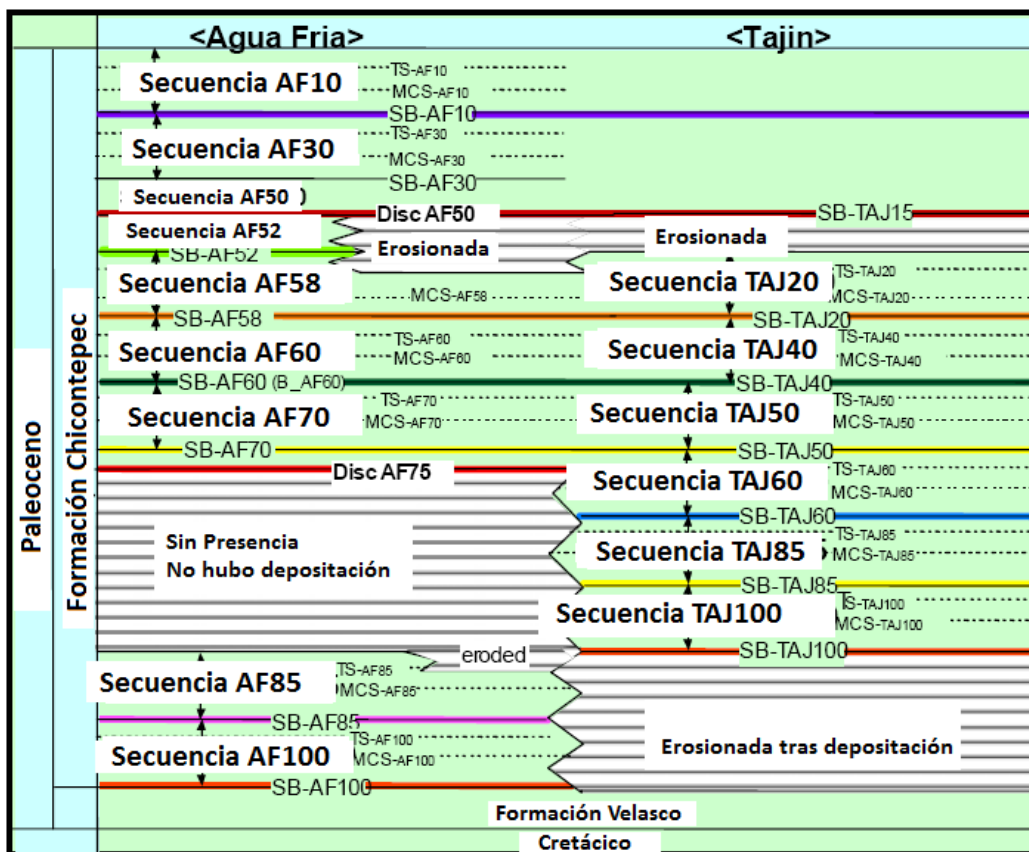 <Agua Fria>
<Tajin>
Paleoceno
Formación Chicontepec
Secuencia AF10
TS-AF10
MCS-AF10
SB-AF10
Secuencia AF30
TS-AF30
MCS-AF30
SB-AF30
Secuencia AF50
Disc AF50
SB-TAJ15
Secuencia AF52
Erosionada
Erosionada
SB-AF52
Secuencia AF58
MCS-AF58
Secuencia TAJ20
TS-TAJ20
MCS-TAJ20
SB-AF58
SB-TAJ20
Secuencia AF60
TS-AF60
MCS-AF60
Secuencia TAJ40
TS-TAJ40
MCS-TAJ40
SB-AF60 (B_AF60)
SB-TAJ40
Secuencia AF70
TS-AF70
MCS-AF70
Secuencia TAJ50
TS-TAJ50
MCS-TAJ50
SB-AF70
SB-TAJ50
Disc AF75
Secuencia TAJ60
TS-TAJ60
MCS-TAJ60
SB-TAJ60
Sin Presencia
No hubo depositación
Secuencia TAJ85
TS-TAJ85
MCS-TAJ85
SB-TAJ85
Secuencia TAJ100
TS-TAJ100
MCS-TAJ100
SB-TAJ100
eroded
Secuencia AF85
TS-AF85
MCS-AF85
SB-AF85
Secuencia AF100
TS-AF100
MCS-AF100
Erosionada tras depositación
SB-AF100
Formación Velasco
Cretácico